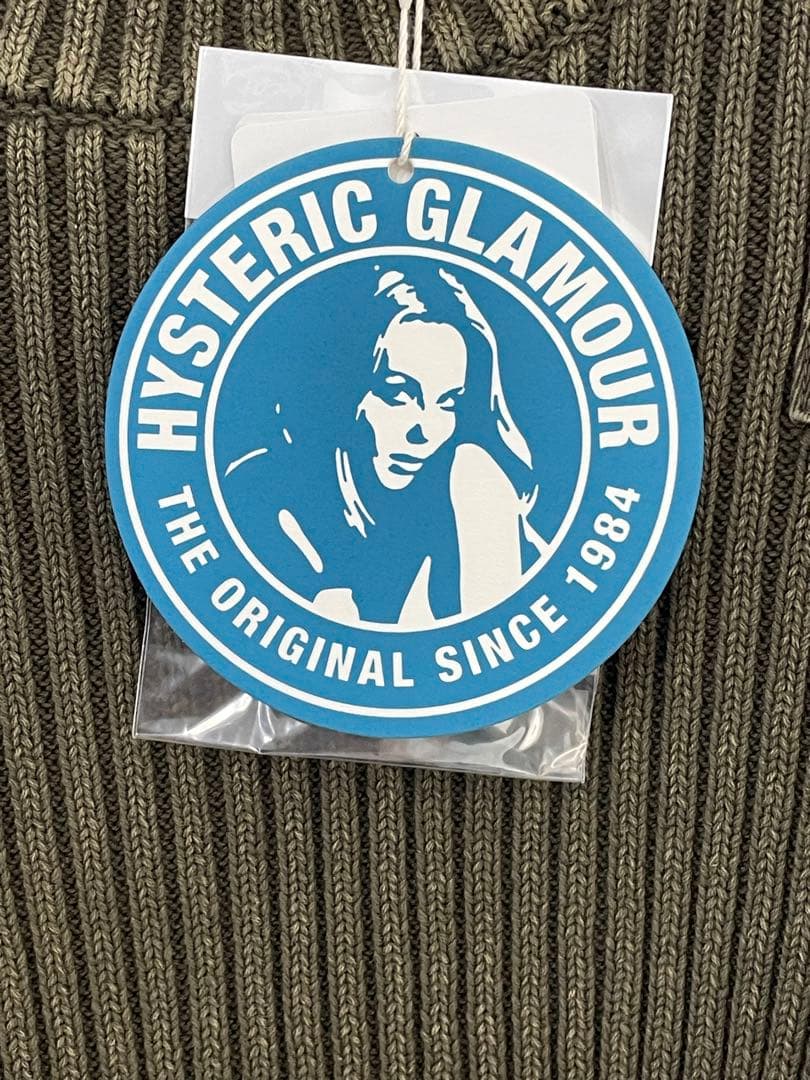 HYSTERIC GLAMOUR
THE ORIGINAL SINCE 1984